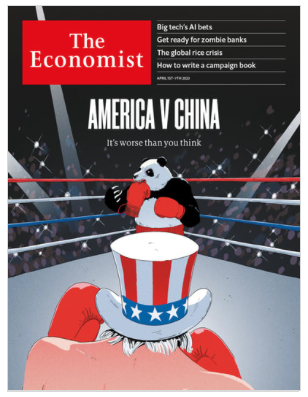 The
Economist
Big tech's AI bets
Get ready for zombie banks
The global rice crisis
How to write a campaign book
AMERICA V CHINA
It's worse than you think